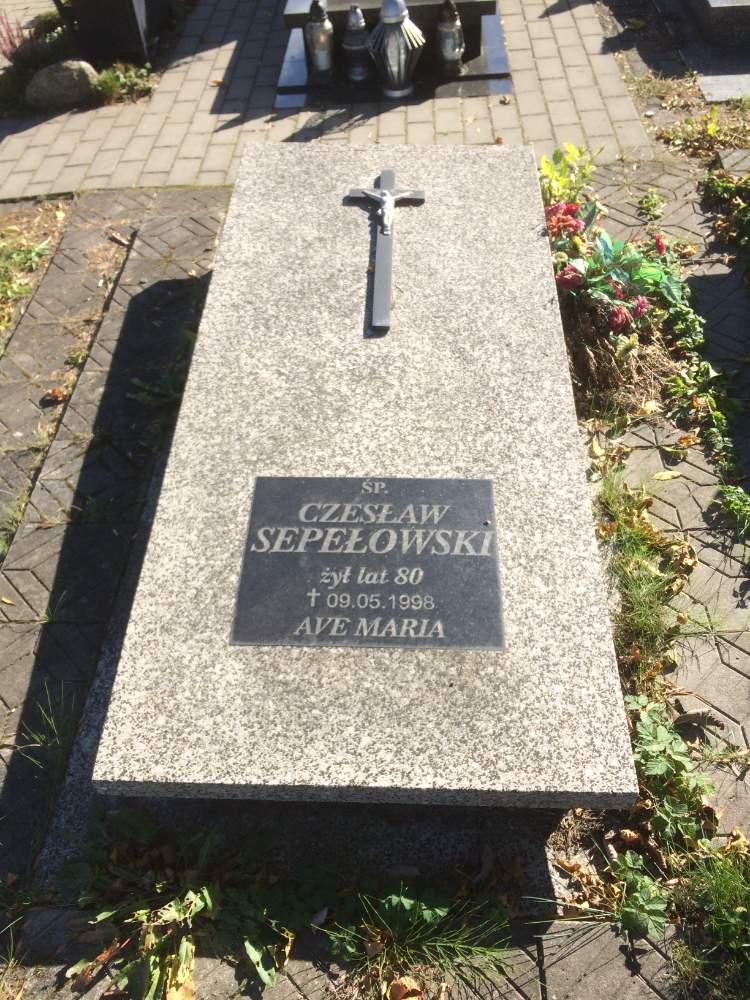 ŚP.
CZESŁAW
SEPEŁOWSKI
żył lat 80
✝ 09.05.1998
AVE MARIA